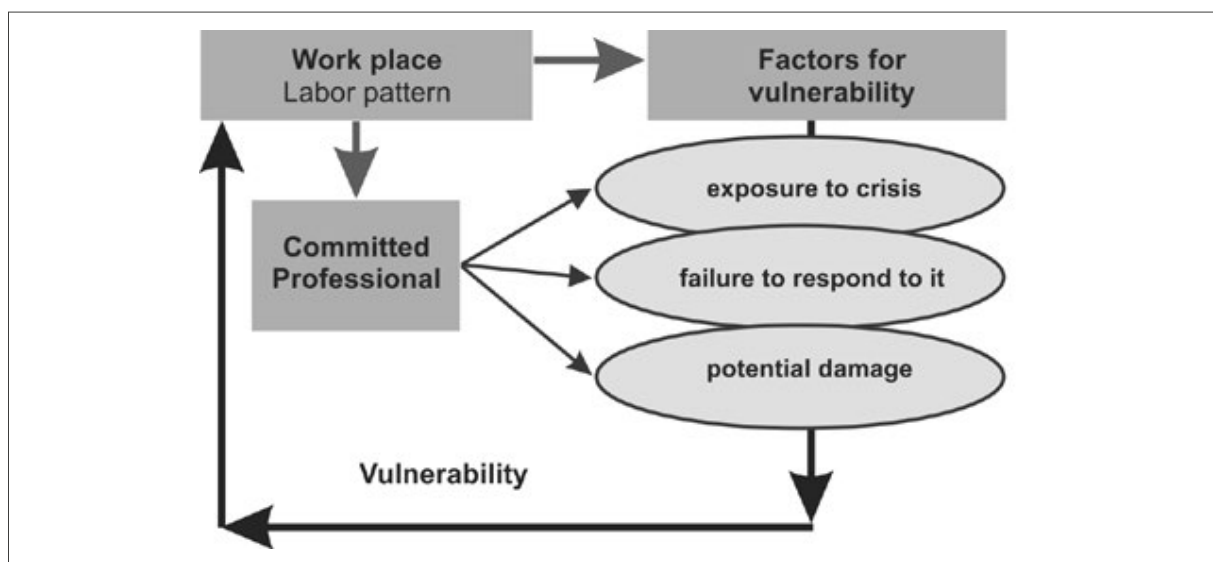 Work place
Labor pattern
Factors for
vulnerability
exposure to crisis
Committed
Professional
failure to respond to it
potential damage
Vulnerability